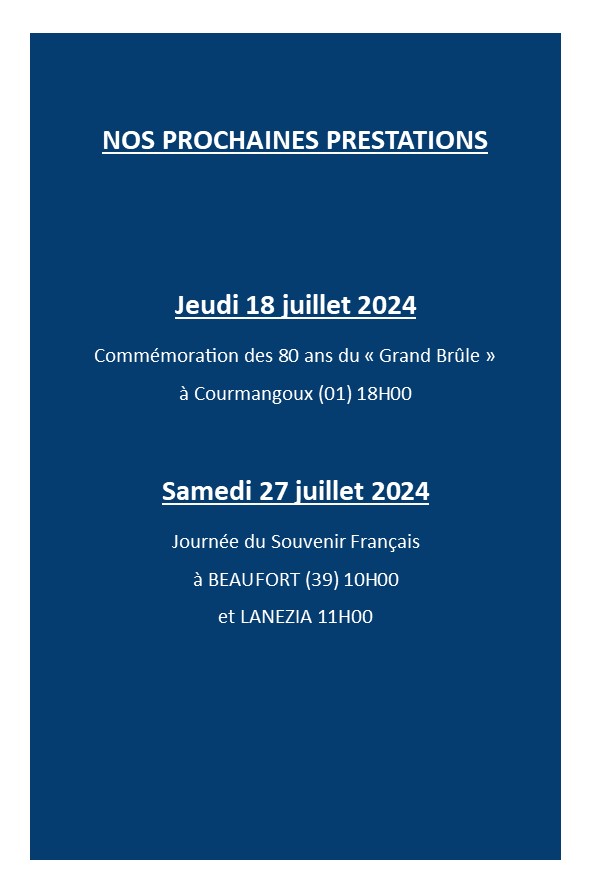 NOS PROCHAINES PRESTATIONS
Jeudi 18 juillet 2024
Commémoration des 80 ans du « Grand Brûle »
à Courmangoux (01) 18H00
Samedi 27 juillet 2024
Journée du Souvenir Français
à BEAUFORT (39) 10H00
et LANEZIA 11H00